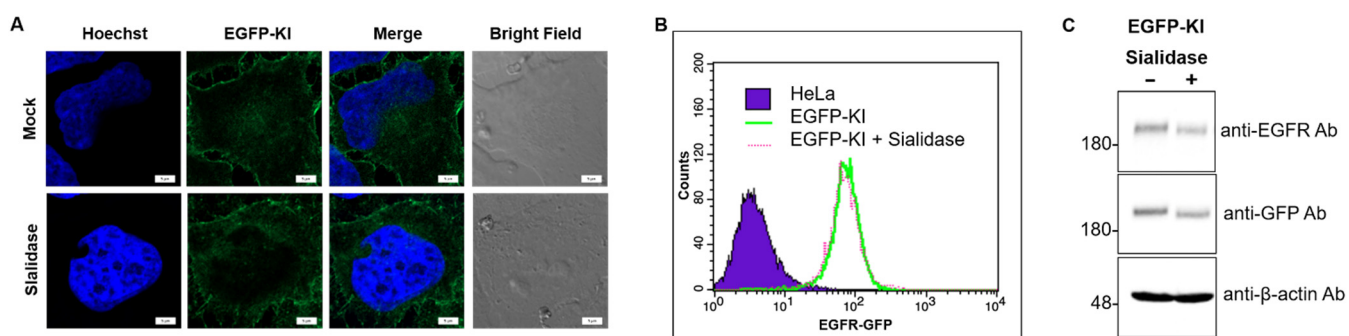 A
Hoechst EGFP-KI Merge Bright Field
Mock
Sialidase
B
200
160
120
80
40
0
Counts
HeLa
EGFP-KI
EGFP-KI + Sialidase
10⁰ 10¹ 10² 10³ 10⁴
EGFR-GFP
C
EGFP-KI
Sialidase
– +
180- anti-EGFR Ab
180- anti-GFP Ab
48- anti-β-actin Ab